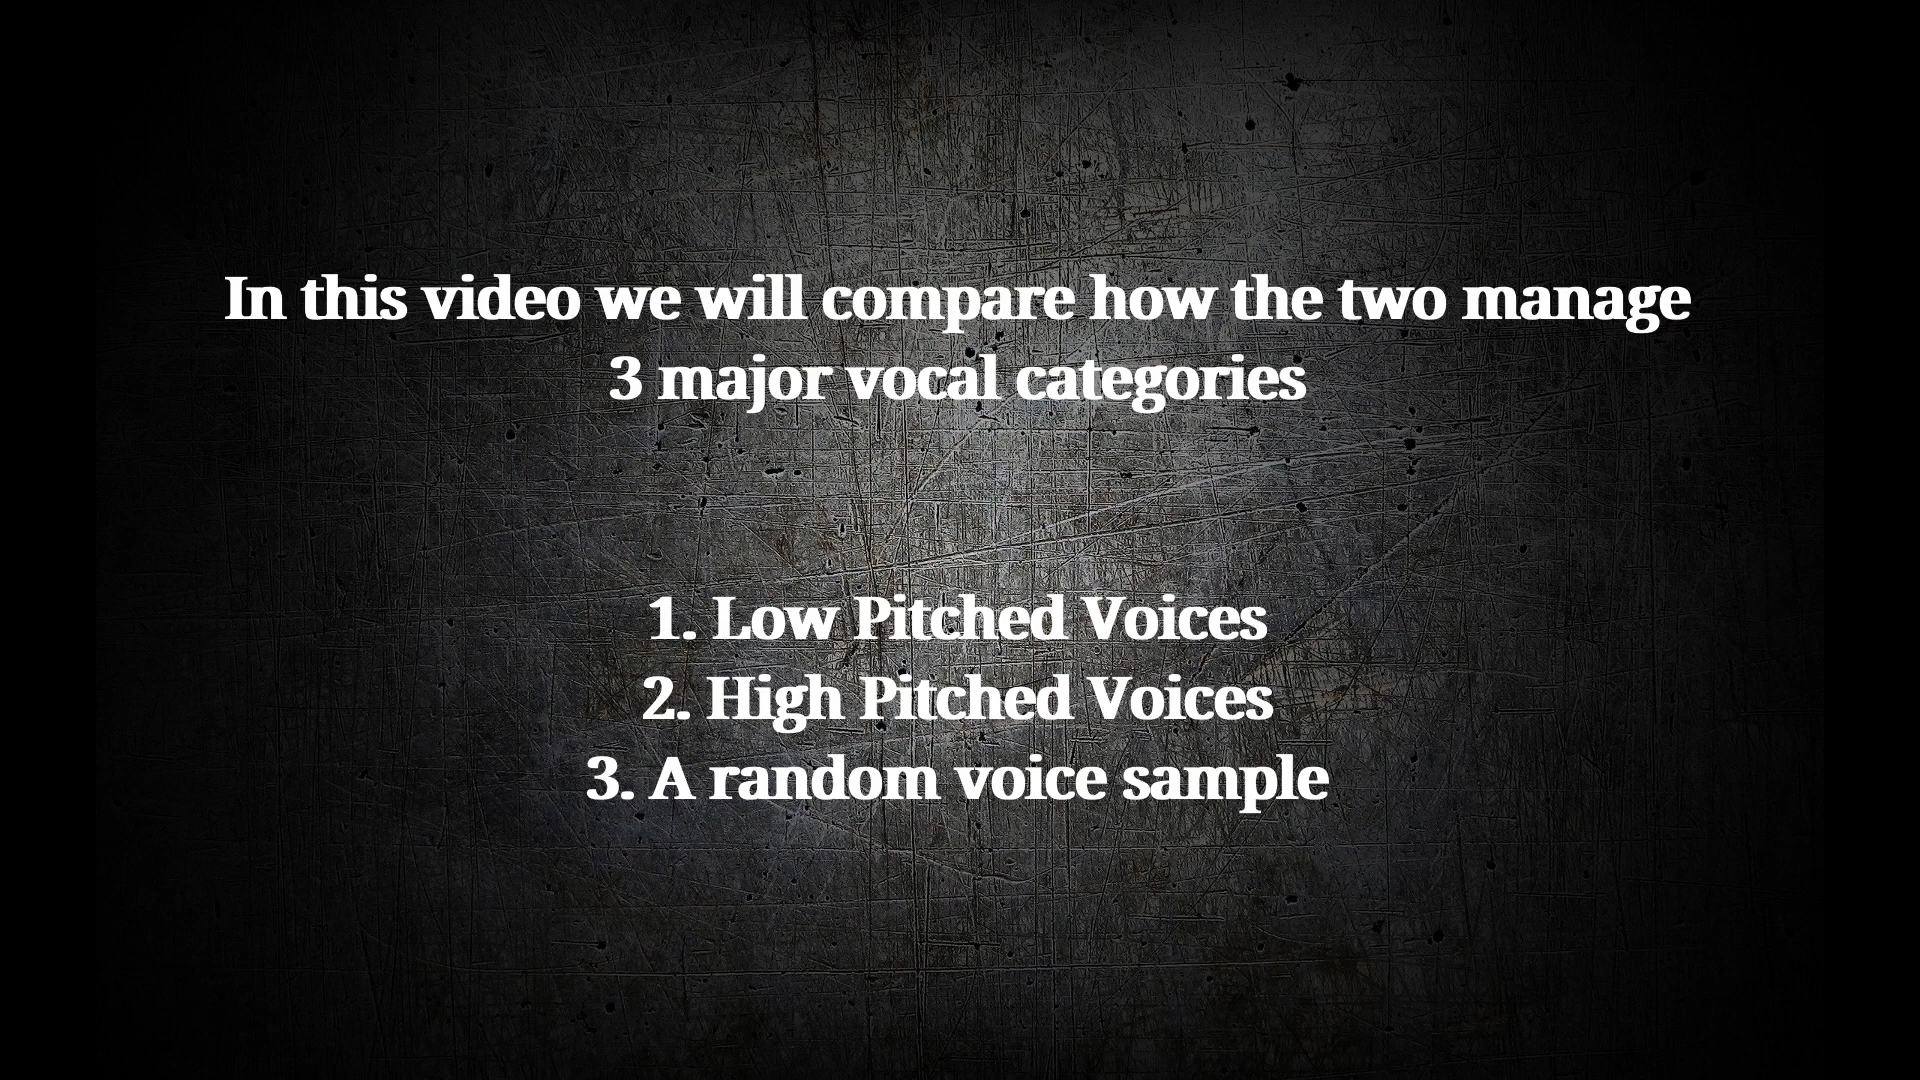 In this video we will compare how the two manage
3 major vocal categories
1. Low Pitched Voices
2. High Pitched Voices
3. A random voice sample